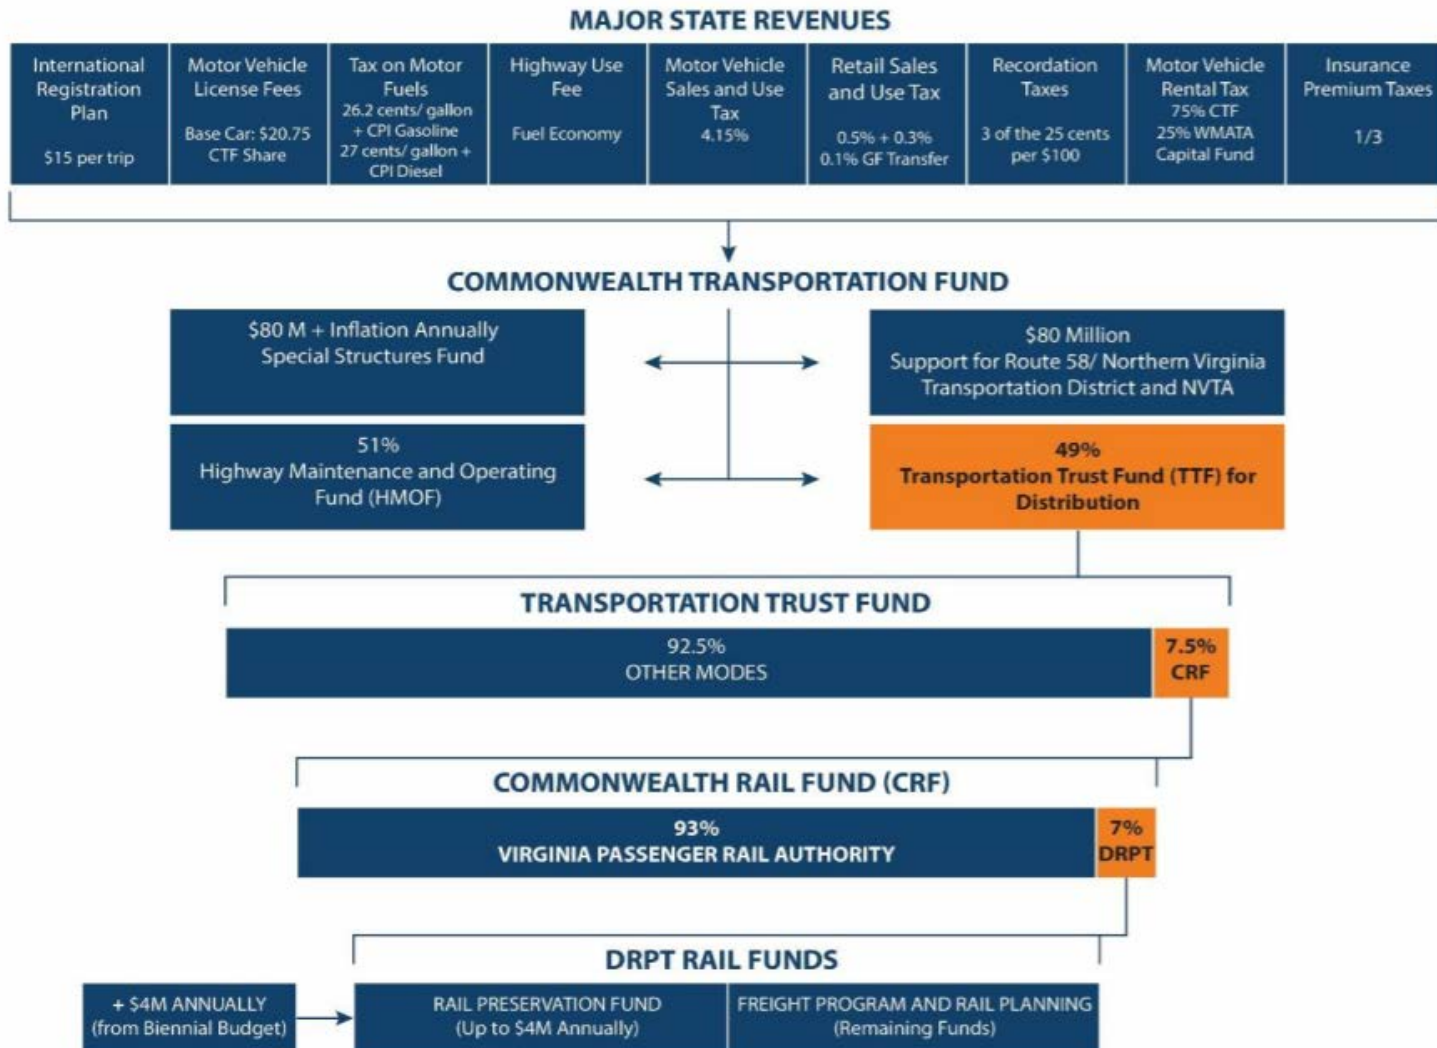 MAJOR STATE REVENUES
International
Registration
Plan
$15 per trip
Motor Vehicle
License Fees
Base Car: $20.75
CTF Share
Tax on Motor
Fuels
26.2 cents/ gallon
+ CPI Gasoline
27 cents/ gallon +
CPI Diesel
Highway Use
Fee
Fuel Economy
Motor Vehicle
Sales and Use
Tax
4.15%
Retail Sales
and Use Tax
0.5% + 0.3%
0.1% GF Transfer
Recordation
Taxes
3 of the 25 cents
per $100
Motor Vehicle
Rental Tax
75% CTF
25% WMATA
Capital Fund
Insurance
Premium Taxes
1/3
COMMONWEALTH TRANSPORTATION FUND
$80 M + Inflation Annually
Special Structures Fund
$80 Million
Support for Route 58/ Northern Virginia
Transportation District and NVTA
51%
Highway Maintenance and Operating
Fund (HMOF)
49%
Transportation Trust Fund (TTF) for
Distribution
TRANSPORTATION TRUST FUND
92.5%
OTHER MODES
7.5%
CRF
COMMONWEALTH RAIL FUND (CRF)
93%
VIRGINIA PASSENGER RAIL AUTHORITY
7%
DRPT
DRPT RAIL FUNDS
+ $4M ANNUALLY
(from Biennial Budget)
RAIL PRESERVATION FUND
(Up to $4M Annually)
FREIGHT PROGRAM AND RAIL PLANNING
(Remaining Funds)